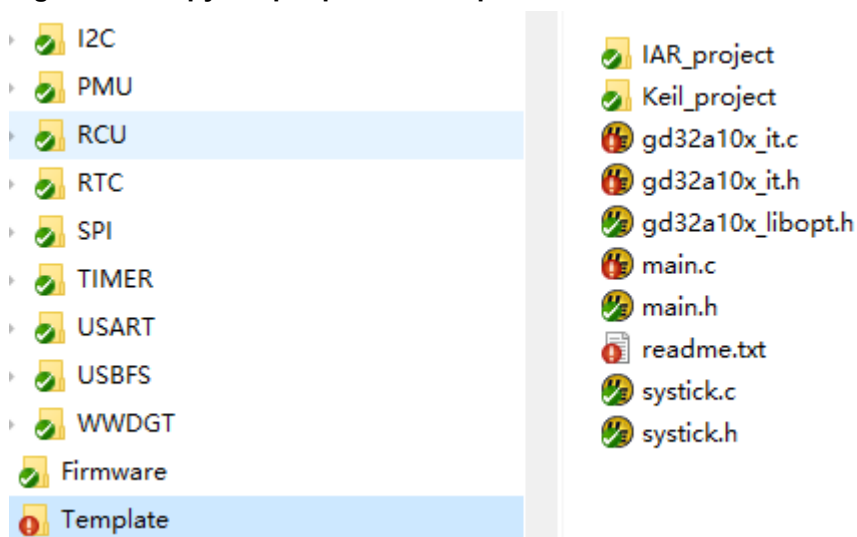 I2C
PMU
RCU
RTC
SPI
TIMER
USART
USBFS
WWDGT
Firmware
Template
IAR_project
Keil_project
gd32a10x_it.c
gd32a10x_it.h
gd32a10x_libopt.h
main.c
main.h
readme.txt
systick.c
systick.h